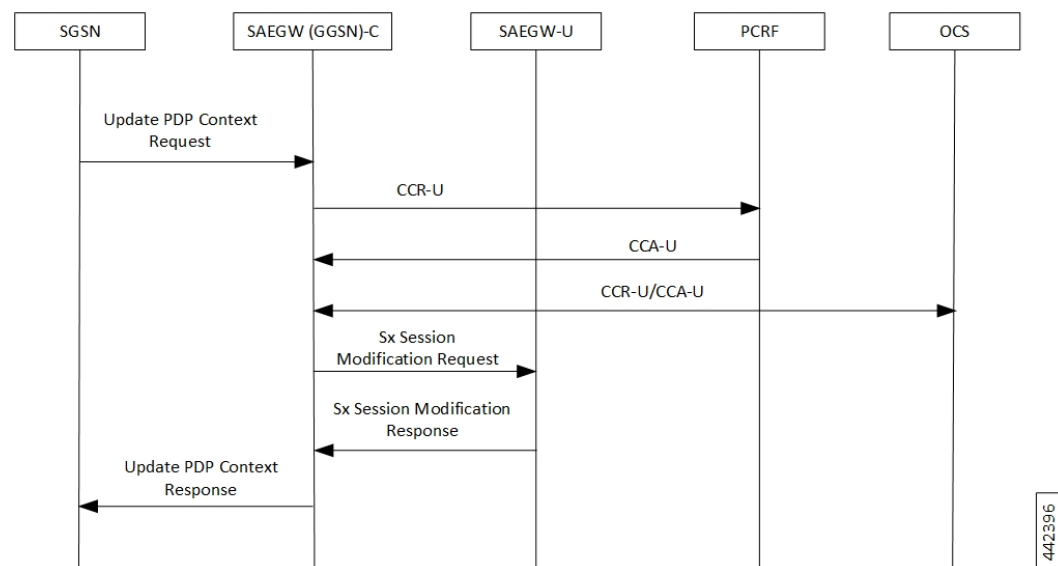 SGSN
SAEGW (GGSN)-C
SAEGW-U
PCRF
OCS
Update PDP Context
Request
CCR-U
CCA-U
CCR-U/CCA-U
Sx Session
Modification Request
Sx Session Modification
Response
Update PDP Context
Response
442396